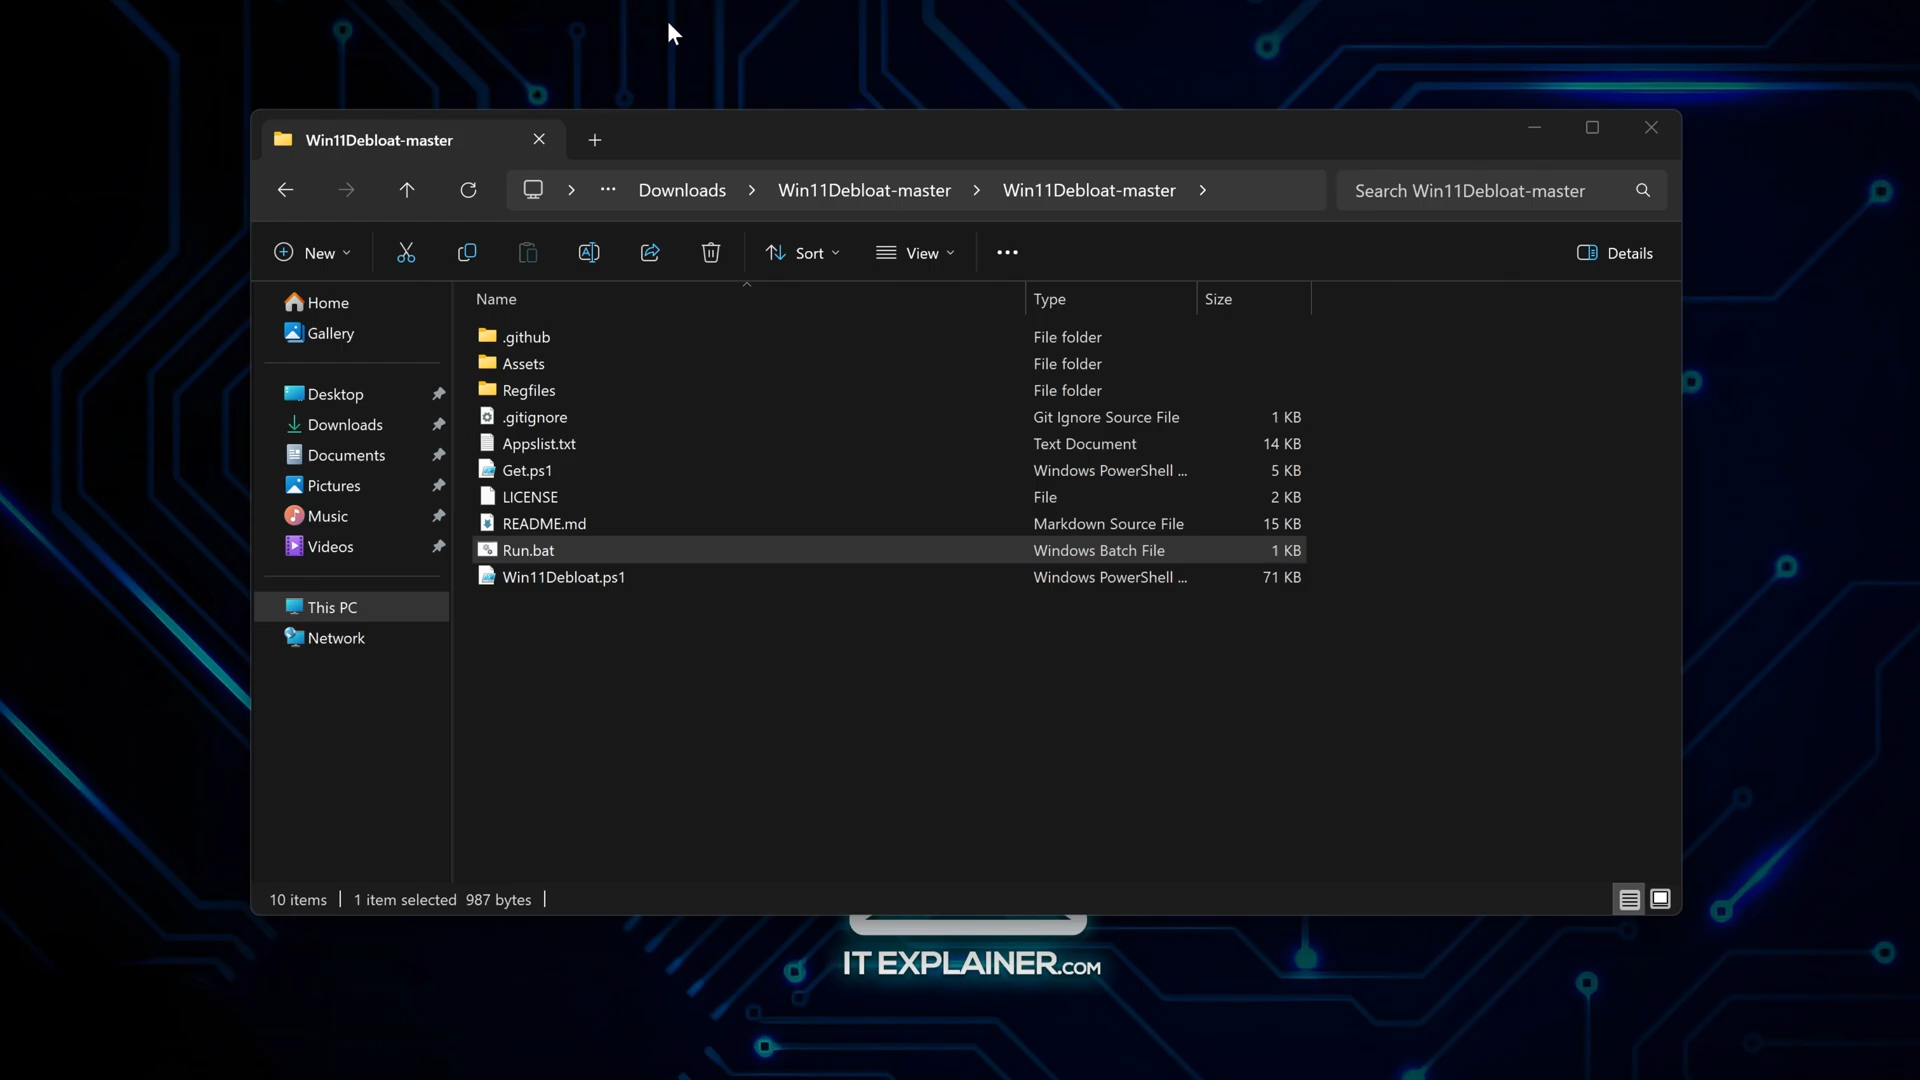 Win11Debloat-master
Downloads Win11Debloat-master Win11Debloat-master Search Win11Debloat-master
New Sort View Details
Home
Gallery
Desktop
Downloads
Documents
Pictures
Music
Videos
This PC
Network
Name Type Size
.github File folder
Assets File folder
Regfiles File folder
.gitignore Git Ignore Source File 1 KB
Appslist.txt Text Document 14 KB
Get.ps1 Windows PowerShell ... 5 KB
LICENSE File 2 KB
README.md Markdown Source File 15 KB
Run.bat Windows Batch File 1 KB
Win11Debloat.ps1 Windows PowerShell ... 71 KB
10 items 1 item selected 987 bytes
IT EXPLAINER.COM